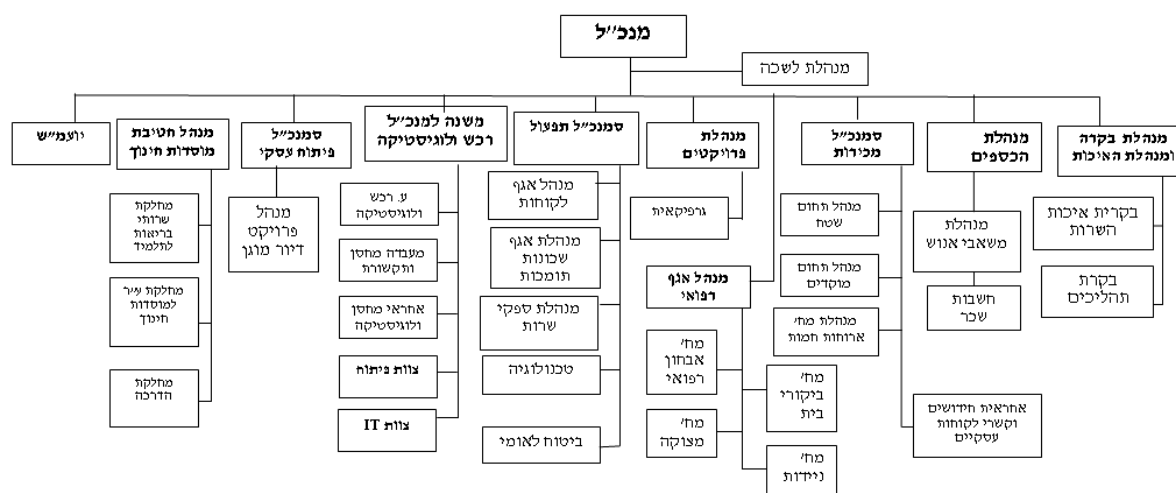 מנכ"ל
מנהלת לשכה
מנהלת בקרה
ומנהלת האיכות
מנהלת
הכספים
סמנכ"ל
מכירות
מנהלת
פרויקטים
סמנכ"ל תפעול
משנה למנכ"ל
רכש ולוגיסטיקה
סמנכ"ל
פיתוח עסקי
מנהל חטיבת
מוסדות חינוך
יועמ"ש
בקרית איכות
השרות
בקרת
תהליכים
מנהלת
משאבי אנוש
חשבות
שכר
מנהל תחום
שטח
מנהל תחום
מוקדים
מנהלת מח'
ארוחות חמות
אחראית חידושים
וקשרי לקוחות
עסקיים
גרפיקאית
מנהל אגף
רפואי
מח'
אבחון
רפואי
מח'
ביקורי
בית
מח'
מצוקה
מח'
ניידות
מנהל אגף
לקוחות
מנהלת אגף
שכונות
תומכות
מנהלת ספקי
שרות
טכנולוגיה
ביטוח לאומי
ע. רכש
ולוגיסטיקה
מעבדה מחסן
ותקשורת
אחראי מחסן
ולוגיסטיקה
צוות פיתוח
צוות IT
מנהל
פרויקט
דיור מוגן
מחלקת
שרותי
בריאות
לתלמיד
מחלקת
למוסדות
חינוך
מחלקת
הדרכה